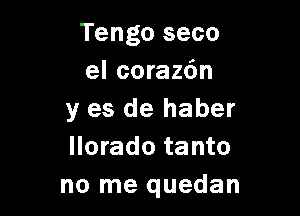 Tengo seco
el corazón
y es de haber
llorado tanto
no me quedan